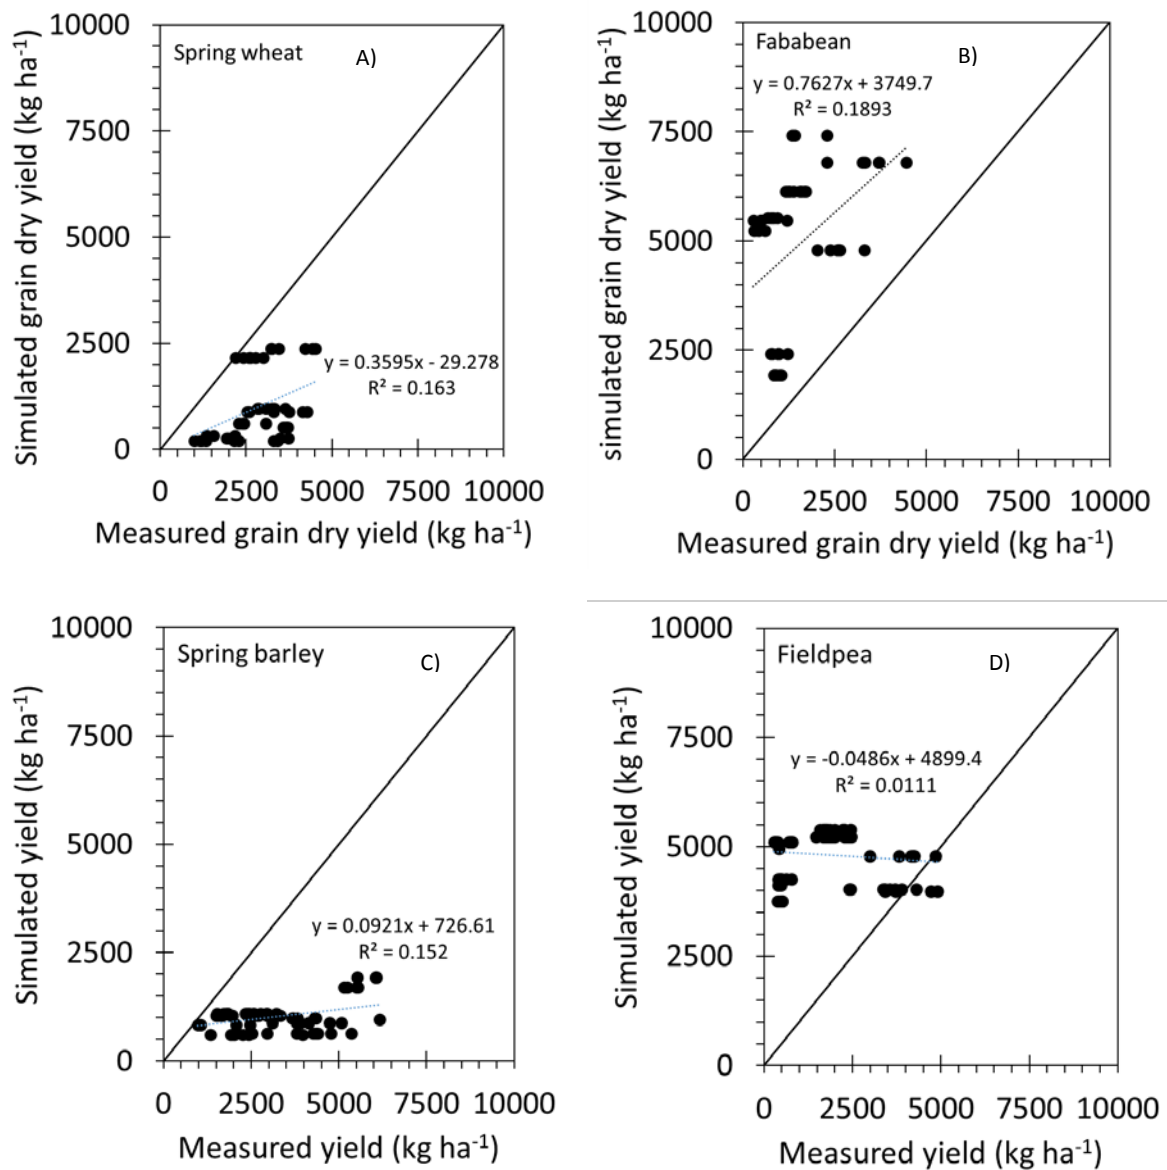 Simulated grain dry yield (kg ha⁻¹)
10000
7500
5000
2500
0
Spring wheat
A)
y = 0.3595x - 29.278
R² = 0.163
0 2500 5000 7500 10000
Measured grain dry yield (kg ha⁻¹)
simulated grain dry yield (kg ha⁻¹)
10000
7500
5000
2500
0
Fababean
B)
y = 0.7627x + 3749.7
R² = 0.1893
0 2500 5000 7500 10000
Measured grain dry yield (kg ha⁻¹)
Simulated yield (kg ha⁻¹)
10000
7500
5000
2500
0
Spring barley
C)
y = 0.0921x + 726.61
R² = 0.152
0 2500 5000 7500 10000
Measured yield (kg ha⁻¹)
Simulated yield (kg ha⁻¹)
10000
7500
5000
2500
0
Fieldpea
D)
y = -0.0486x + 4899.4
R² = 0.0111
0 2500 5000 7500 10000
Measured yield (kg ha⁻¹)